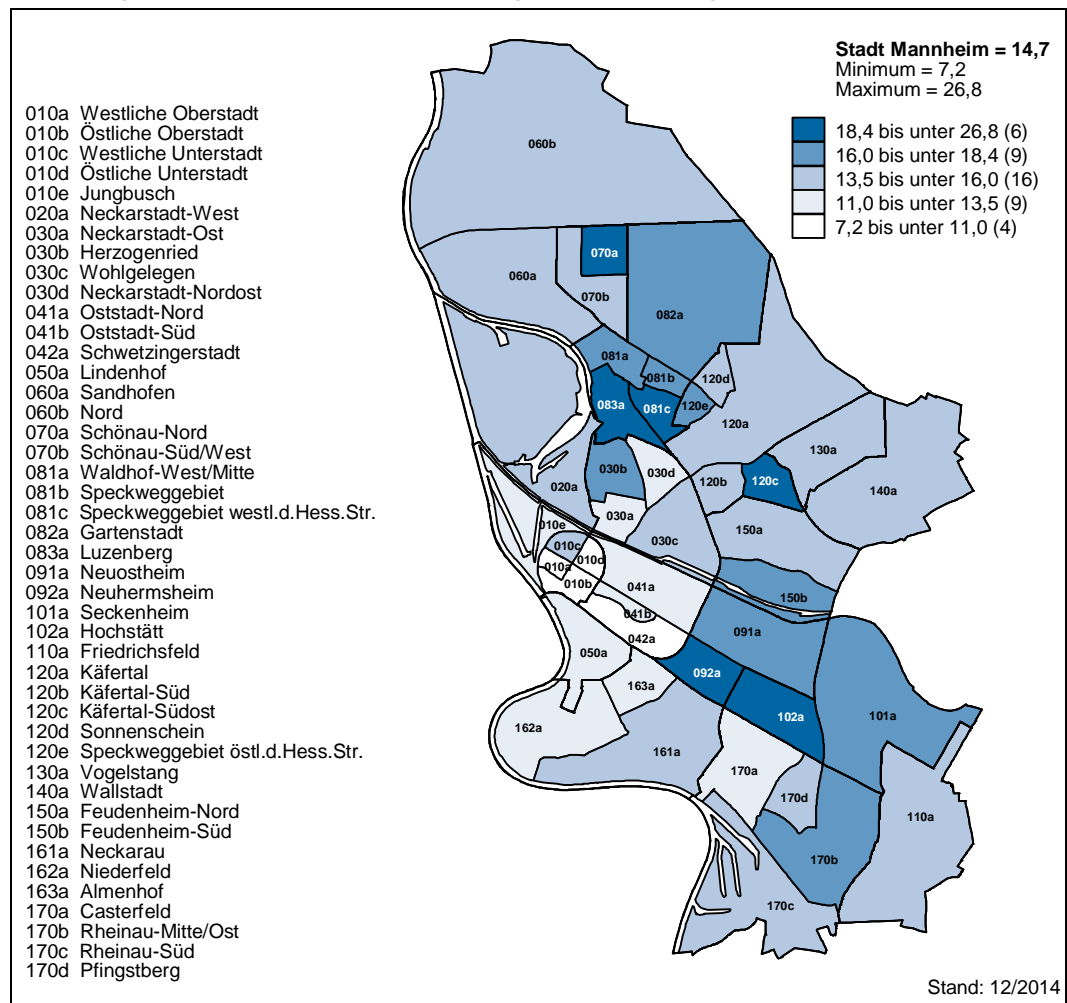 Stadt Mannheim = 14,7
Minimum = 7,2
Maximum = 26,8
18,4 bis unter 26,8 (6)
16,0 bis unter 18,4 (9)
13,5 bis unter 16,0 (16)
11,0 bis unter 13,5 (9)
7,2 bis unter 11,0 (4)
010a Westliche Oberstadt
010b Östliche Oberstadt
010c Westliche Unterstadt
010d Östliche Unterstadt
010e Jungbusch
020a Neckarstadt-West
030a Neckarstadt-Ost
030b Herzogenried
030c Wohlgelegen
030d Neckarstadt-Nordost
041a Oststadt-Nord
041b Oststadt-Süd
042a Schwetzingerstadt
050a Lindenhof
060a Sandhofen
060b Nord
070a Schönau-Nord
070b Schönau-Süd/West
081a Waldhof-West/Mitte
081b Speckweggebiet
081c Speckweggebiet westl.d.Hess.Str.
082a Gartenstadt
083a Luzenberg
091a Neuostheim
092a Neuhermsheim
101a Seckenheim
102a Hochstätt
110a Friedrichsfeld
120a Käfertal
120b Käfertal-Süd
120c Käfertal-Südost
120d Sonnenschein
120e Speckweggebiet östl.d.Hess.Str.
130a Vogelstang
140a Wallstadt
150a Feudenheim-Nord
150b Feudenheim-Süd
161a Neckarau
162a Niederfeld
163a Almenhof
170a Casterfeld
170b Rheinau-Mitte/Ost
170c Rheinau-Süd
170d Pfingstberg
060b
070a
060a
070b
082a
081a
081b
120d
083a
081c
120e
120a
130a
030b
030d
120b
120c
140a
020a
030a
010e
150a
010c
030c
010a
010d
010b
041a
150b
041b
042a
091a
050a
092a
163a
102a
101a
162a
161a
170a
170d
110a
170b
170c
Stand: 12/2014